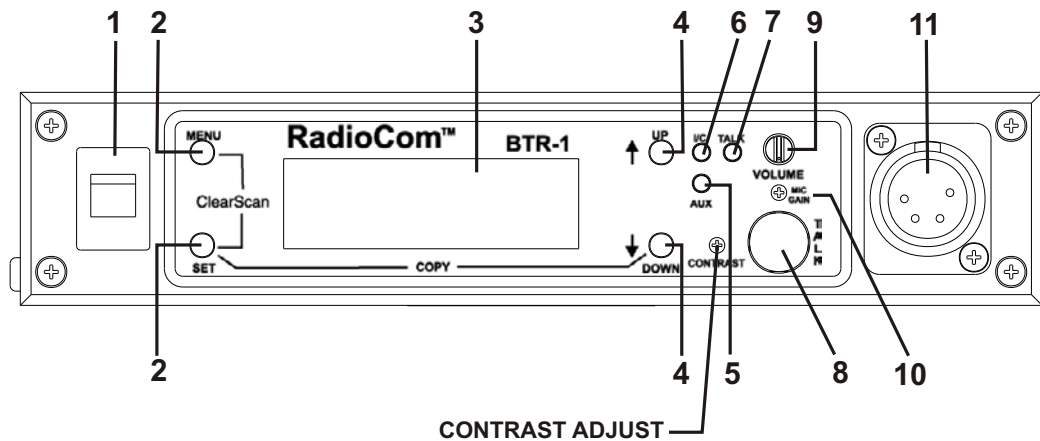 1 2 3 4 6 7 9 11
MENU
RadioCom™
BTR-1
UP
I/C
TALK
VOLUME
ClearScan
AUX
MIC
GAIN
TALK
SET
COPY
DOWN
CONTRAST
2 4 5 8 10
CONTRAST ADJUST